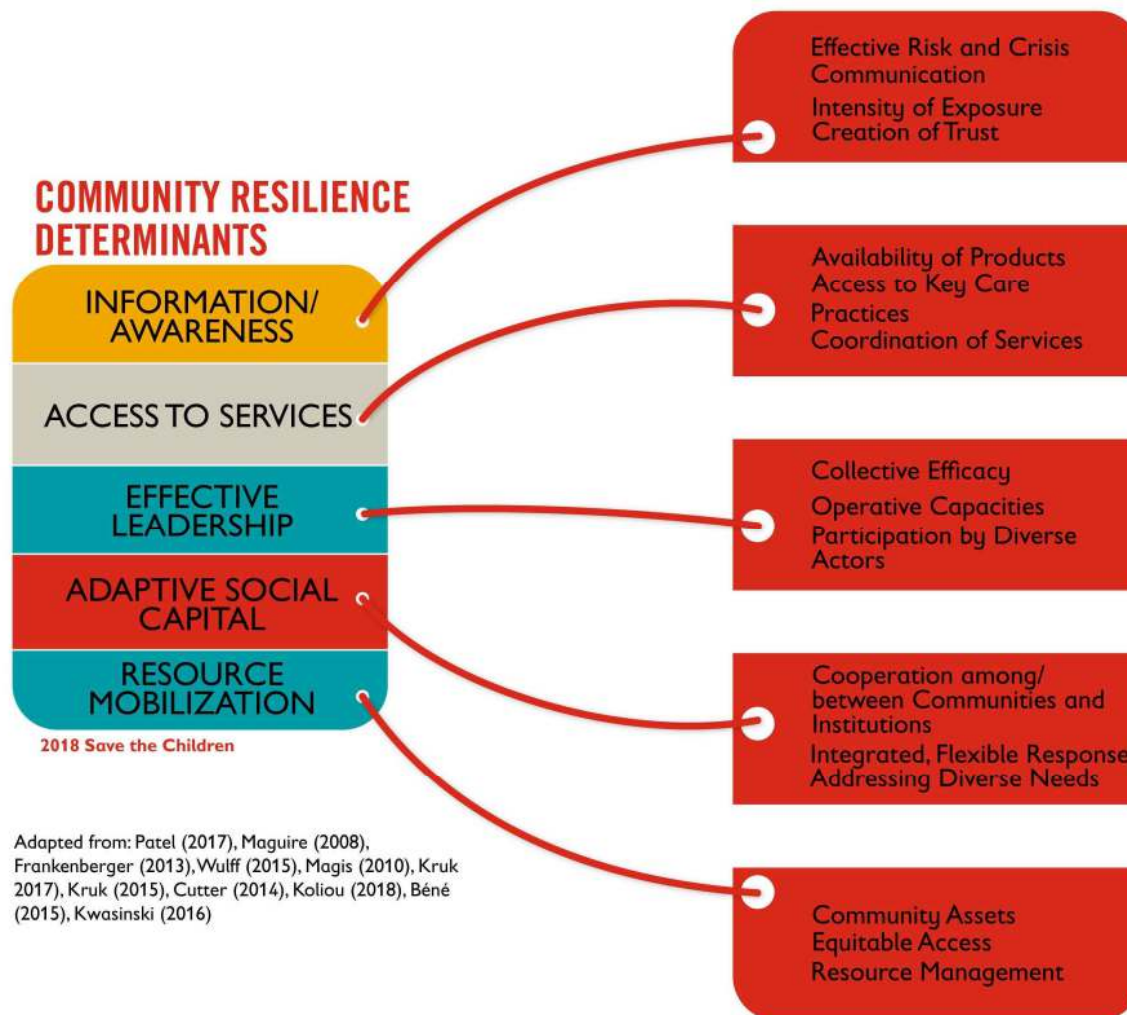 COMMUNITY RESILIENCE
DETERMINANTS
INFORMATION/
AWARENESS
ACCESS TO SERVICES
EFFECTIVE
LEADERSHIP
ADAPTIVE SOCIAL
CAPITAL
RESOURCE
MOBILIZATION
2018 Save the Children
Adapted from: Patel (2017), Maguire (2008),
Frankenberger (2013), Wulff (2015), Magis (2010), Kruk
2017), Kruk (2015), Cutter (2014), Koliou (2018), Béné
(2015), Kwasinski (2016)
Effective Risk and Crisis
Communication
Intensity of Exposure
Creation of Trust
Availability of Products
Access to Key Care
Practices
Coordination of Services
Collective Efficacy
Operative Capacities
Participation by Diverse
Actors
Cooperation among/
between Communities and
Institutions
Integrated, Flexible Response
Addressing Diverse Needs
Community Assets
Equitable Access
Resource Management